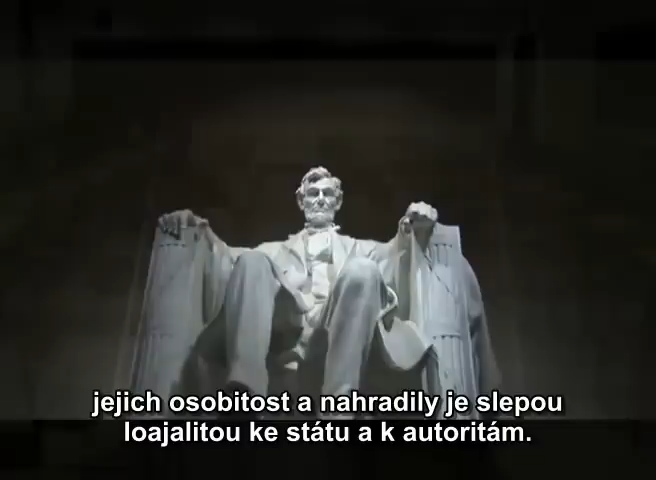 jejich osobitost a nahradily je slepou
loajalitou ke státu a k autoritám.